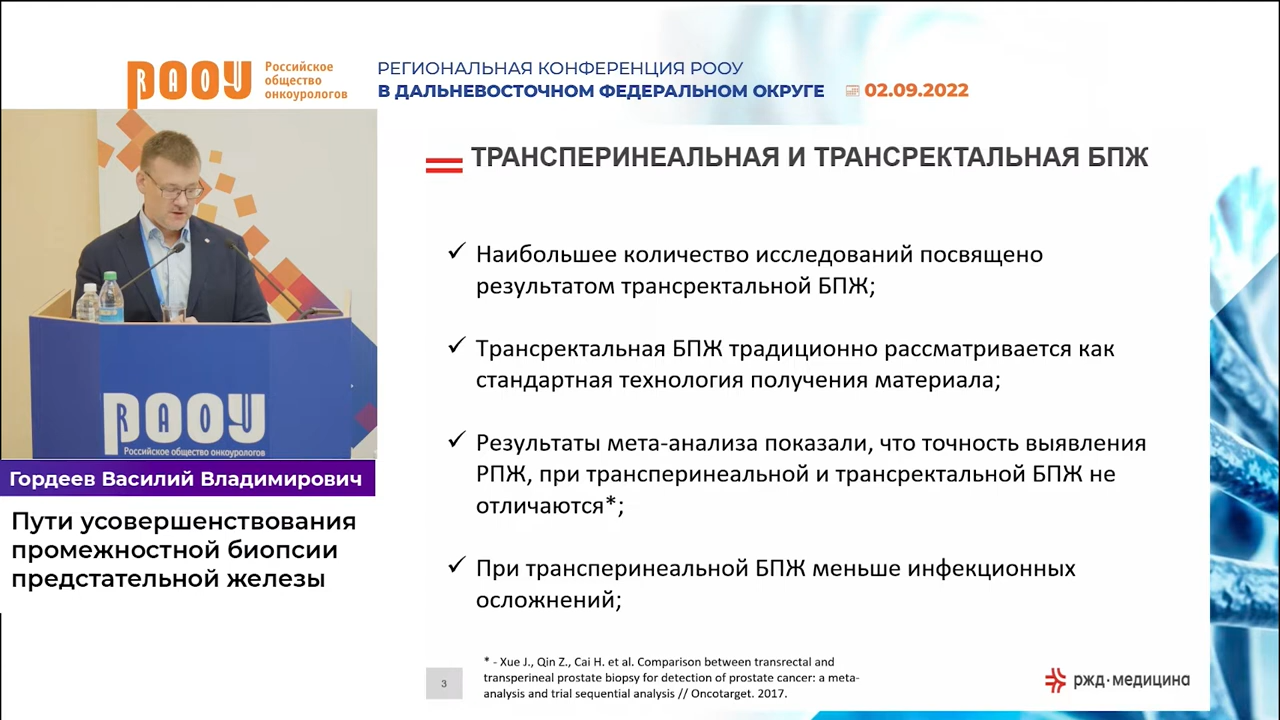 РООУ
RAOU
Российское
общество
онкоурологов
РЕГИОНАЛЬНАЯ КОНФЕРЕНЦИЯ РООУ
В ДАЛЬНЕВОСТОЧНОМ ФЕДЕРАЛЬНОМ ОКРУГЕ
02.09.2022
РООУ
RAOU
Российское общество онкоурологов
Гордеев Василий Владимирович
Пути усовершенствования
промежностной биопсии
предстательной железы
ТРАНСПЕРИНЕАЛЬНАЯ И ТРАНСРЕКТАЛЬНАЯ БПЖ
✓ Наибольшее количество исследований посвящено
результатом трансректальной БПЖ;
✓ Трансректальная БПЖ традиционно рассматривается как
стандартная технология получения материала;
✓ Результаты мета-анализа показали, что точность выявления
РПЖ, при трансперинеальной и трансректальной БПЖ не
отличаются*;
✓ При трансперинеальной БПЖ меньше инфекционных
осложнений;
* - Xue J., Qin Z., Cai H. et al. Comparison between transrectal and
transperineal prostate biopsy for detection of prostate cancer: a meta-
analysis and trial sequential analysis // Oncotarget. 2017.
3
ржд·медицина